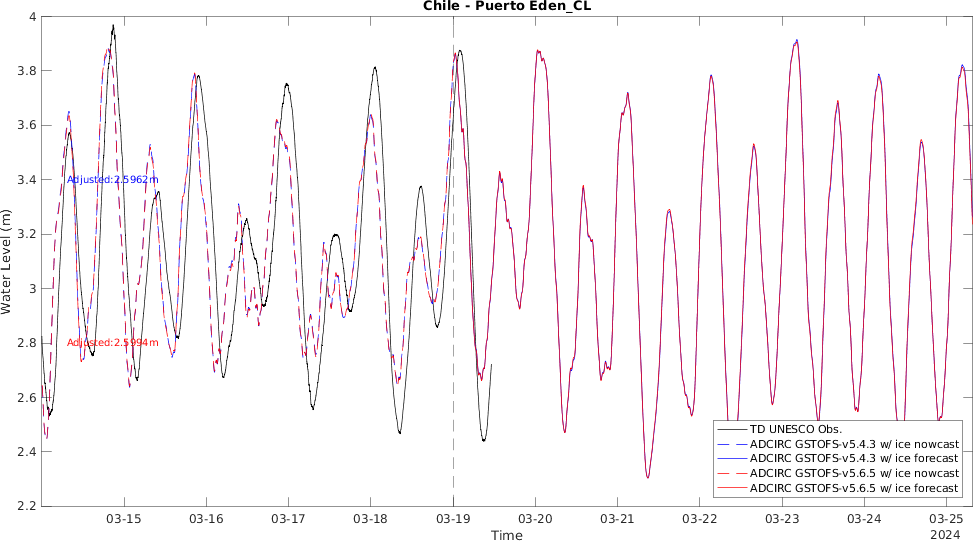 Chile - Puerto Eden_CL
Water Level (m)
4
3.8
3.6
3.4
3.2
3
2.8
2.6
2.4
2.2
Adjusted:2.5962m
Adjusted:2.5994m
TD UNESCO Obs.
ADCIRC GSTOFS-v5.4.3 w/ ice nowcast
ADCIRC GSTOFS-v5.4.3 w/ ice forecast
ADCIRC GSTOFS-v5.6.5 w/ ice nowcast
ADCIRC GSTOFS-v5.6.5 w/ ice forecast
03-15 03-16 03-17 03-18 03-19 03-20 03-21 03-22 03-23 03-24 03-25
Time
2024